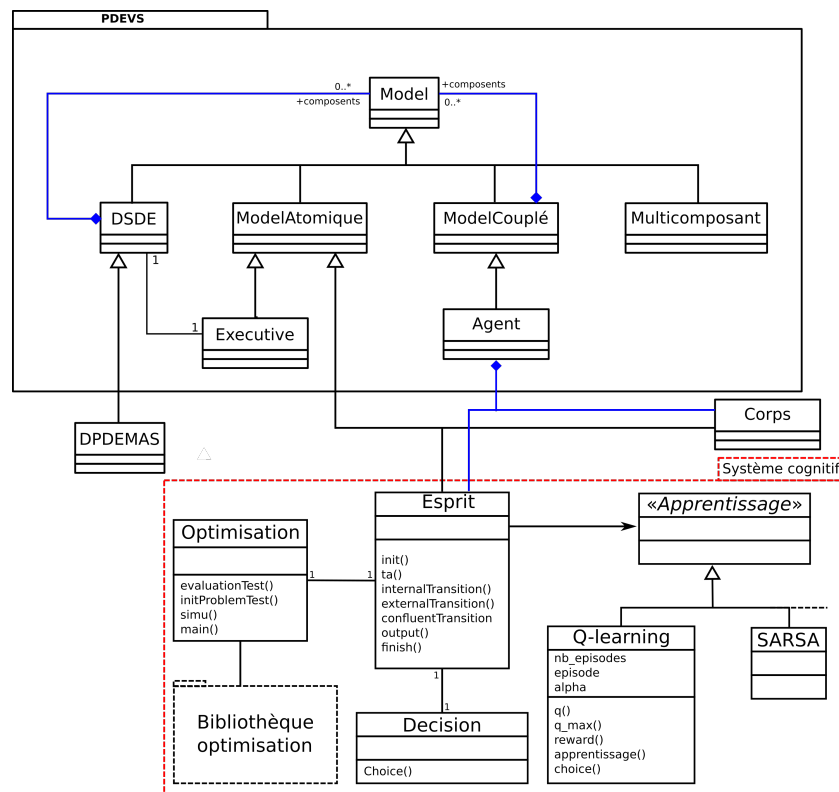 PDEVS
0..*
+composents
Model
+composents
0..*
DSDE
ModelAtomique
ModelCouplé
Multicomposant
1
1
Executive
Agent
DPDEMAS
Corps
Système cognitif
Esprit
init()
ta()
internalTransition()
externalTransition()
confluentTransition
output()
finish()
«Apprentissage»
Optimisation
evaluationTest()
initProblemTest()
simu()
main()
1
1
Bibliothèque
optimisation
1
1
Decision
Choice()
Q-learning
nb_episodes
episode
alpha
q()
q_max()
reward()
apprentissage()
choice()
SARSA